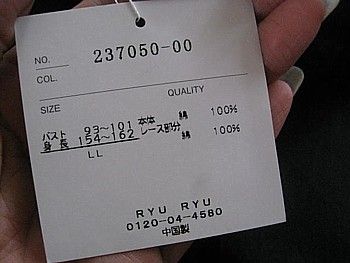 NO. 237050-00
COL.
SIZE QUALITY
バスト 93～101 本体 綿 100%
身長 154～162 レース部分 綿 100%
LL
RYU RYU
0120-04-4580
中国製